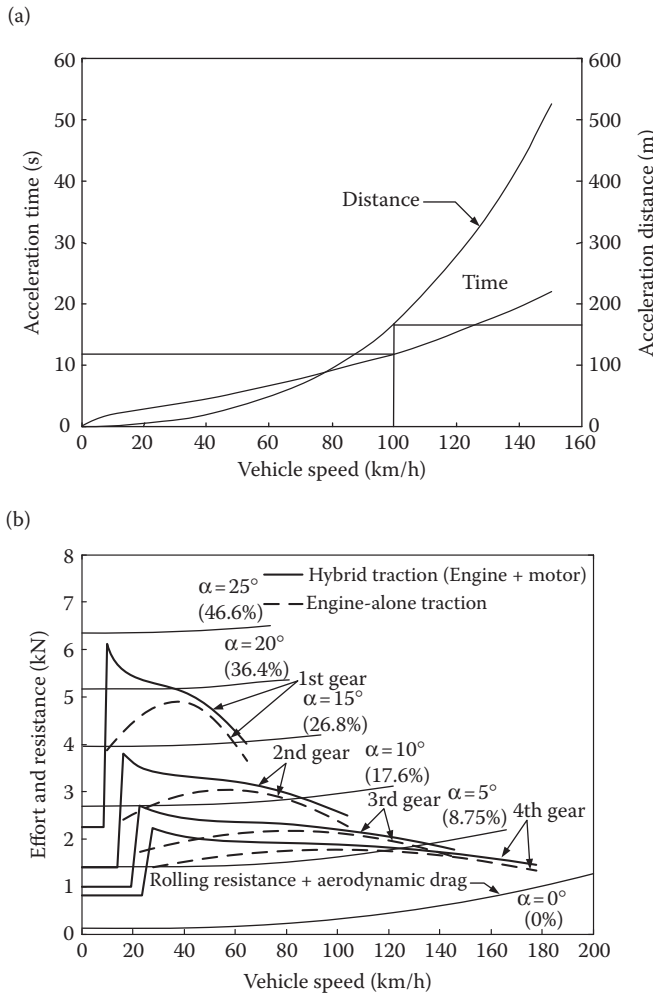 (a)
60
50
40
30
20
10
0
Acceleration time (s)
600
500
400
300
200
100
0
Acceleration distance (m)
Distance
Time
0 20 40 60 80 100 120 140 160
Vehicle speed (km/h)
(b)
8
7
6
5
4
3
2
1
0
Effort and resistance (kN)
α = 25°
(46.6%)
Hybrid traction (Engine + motor)
Engine-alone traction
α = 20°
(36.4%)
1st gear
α = 15°
(26.8%)
2nd gear
α = 10°
(17.6%)
3rd gear
α = 5°
(8.75%)
4th gear
Rolling resistance + aerodynamic drag
α = 0°
(0%)
0 20 40 60 80 100 120 140 160 180 200
Vehicle speed (km/h)